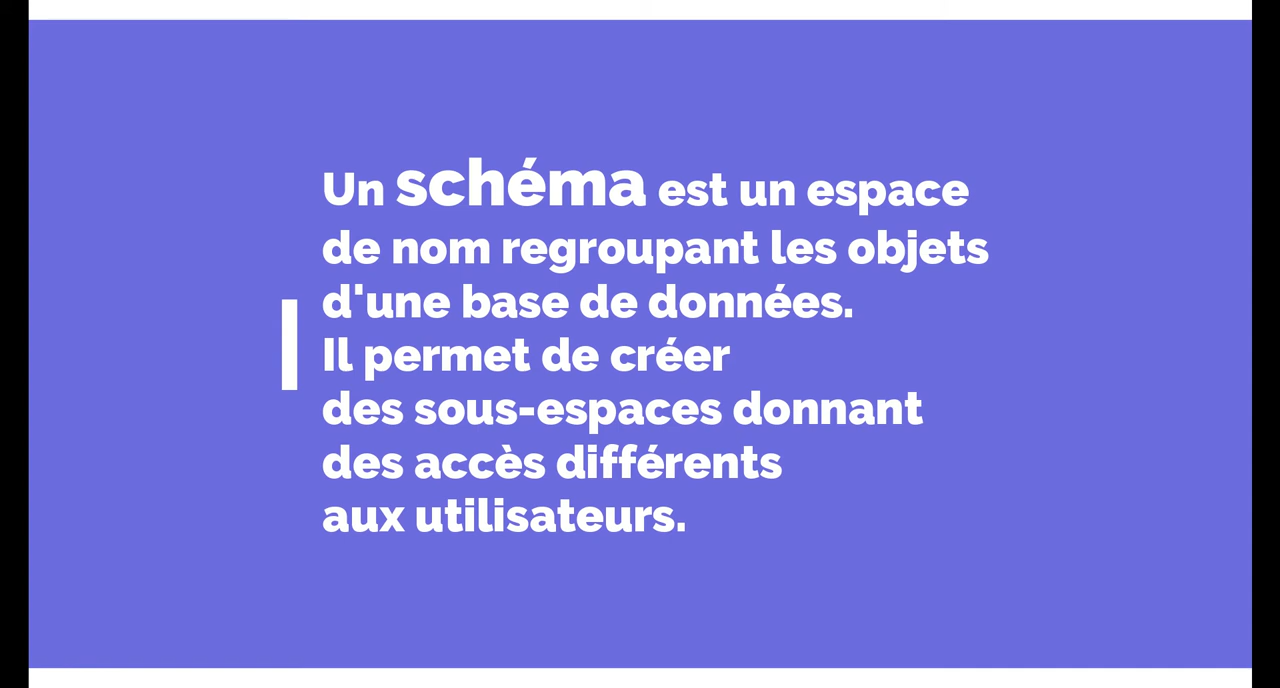 Un schéma est un espace
de nom regroupant les objets
d'une base de données.
Il permet de créer
des sous-espaces donnant
des accès différents
aux utilisateurs.